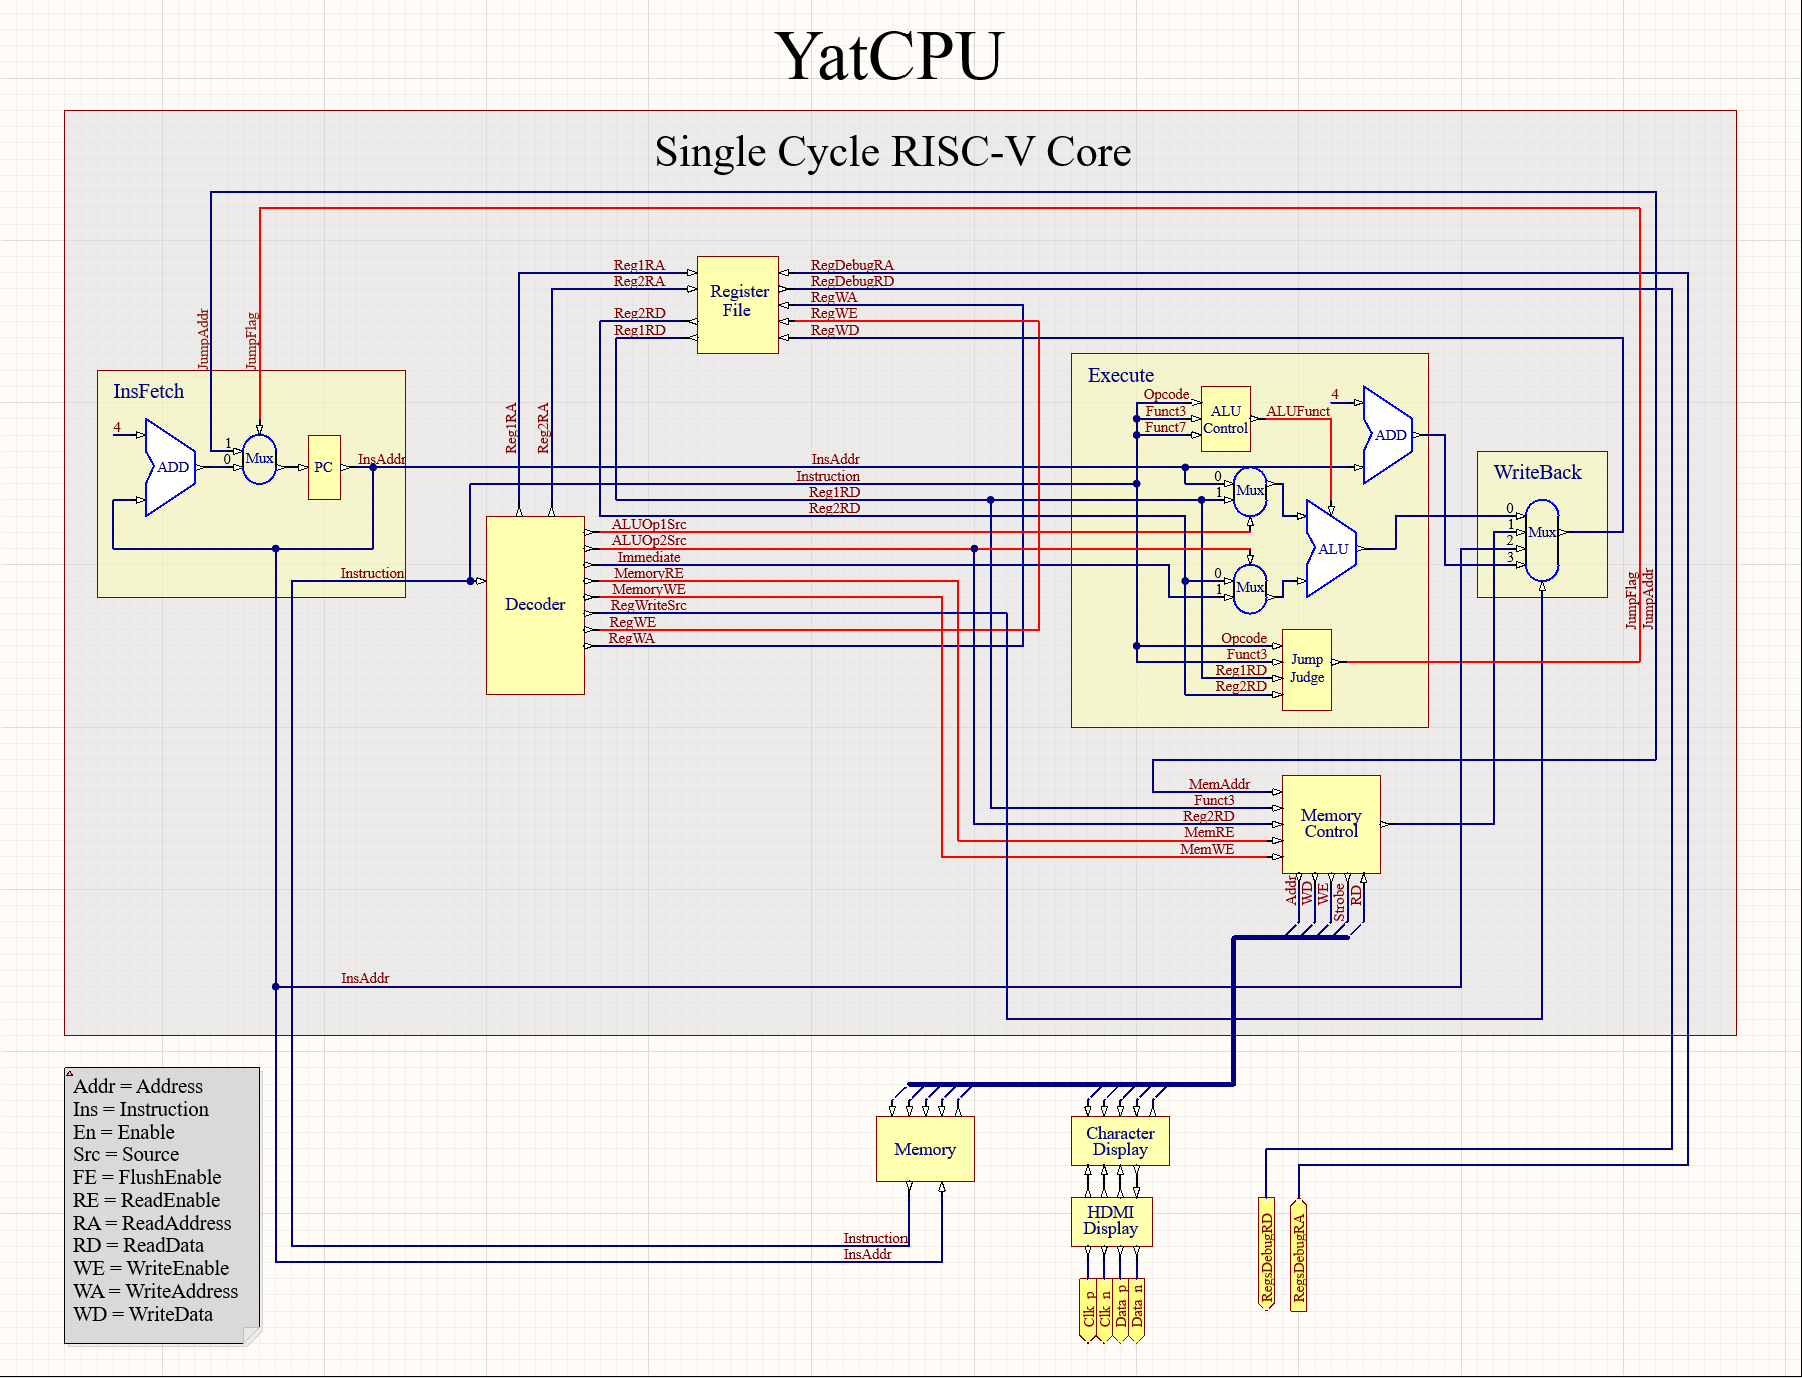 YatCPU
Single Cycle RISC-V Core
JumpAddr
JumpFlag
InsFetch
4
ADD
1
0
Mux
PC
InsAddr
Instruction
Reg1RA
Reg2RA
Reg2RD
Reg1RD
Register
File
RegDebugRA
RegDebugRD
RegWA
RegWE
RegWD
Reg1RA
Reg2RA
Decoder
InsAddr
Instruction
Reg1RD
Reg2RD
ALUOp1Src
ALUOp2Src
Immediate
MemoryRE
MemoryWE
RegWriteSrc
RegWE
RegWA
Execute
Opcode
Funct3
Funct7
ALU
Control
ALUFunct
4
ADD
0
1
Mux
ALU
0
1
Mux
Opcode
Funct3
Reg1RD
Reg2RD
Jump
Judge
WriteBack
0
1
2
3
Mux
JumpFlag
JumpAddr
MemAddr
Funct3
Reg2RD
MemRE
MemWE
Memory
Control
Addr
WD
WE
Strobe
RD
InsAddr
Addr = Address
Ins = Instruction
En = Enable
Src = Source
FE = FlushEnable
RE = ReadEnable
RA = ReadAddress
RD = ReadData
WE = WriteEnable
WA = WriteAddress
WD = WriteData
Memory
Instruction
InsAddr
Character
Display
HDMI
Display
Clk_p
Clk_n
Data_p
Data_n
RegsDebugRD
RegsDebugRA